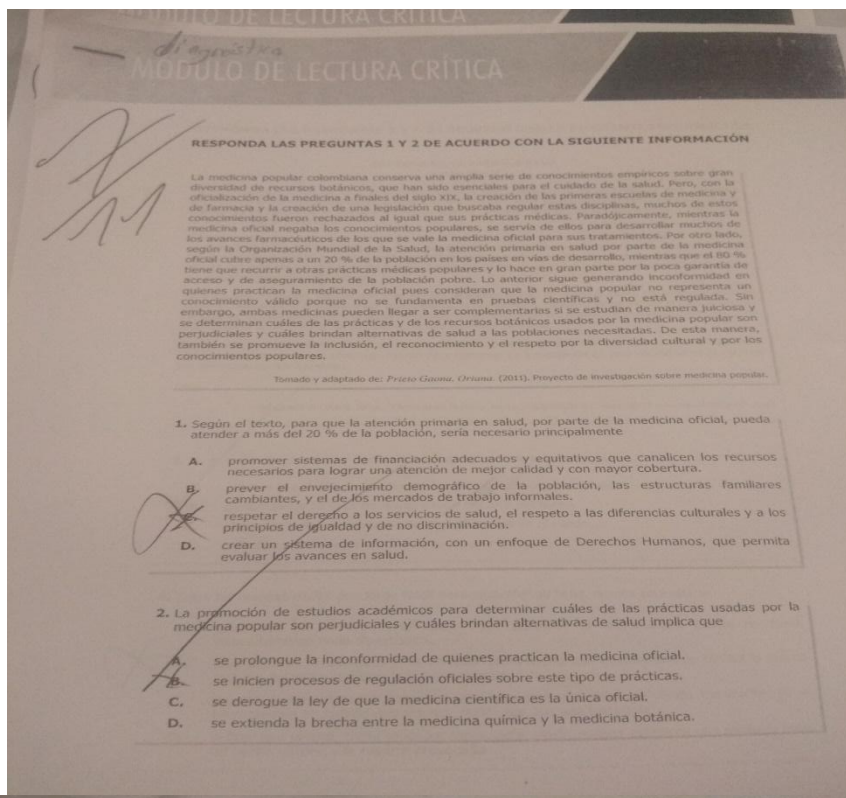 MÓDULO DE LECTURA CRÍTICA
diagnóstico
MÓDULO DE LECTURA CRÍTICA
11
RESPONDA LAS PREGUNTAS 1 Y 2 DE ACUERDO CON LA SIGUIENTE INFORMACIÓN
La medicina popular colombiana conserva una amplia serie de conocimientos empíricos sobre gran
diversidad de recursos botánicos, que han sido esenciales para el cuidado de la salud. Pero, con la
oficialización de la medicina a finales del siglo XIX, la creación de las primeras escuelas de medicina y
de farmacia y la creación de una legislación que buscaba regular estas disciplinas, muchos de estos
conocimientos fueron rechazados al igual que sus prácticas médicas. Paradójicamente, mientras la
medicina oficial negaba los conocimientos populares, se servía de ellos para desarrollar muchos de
los avances farmacéuticos de los que se vale la medicina oficial para sus tratamientos. Por otro lado,
según la Organización Mundial de la Salud, la atención primaria en salud por parte de la medicina
oficial cubre apenas a un 20 % de la población en los países en vías de desarrollo, mientras que el 80 %
tiene que recurrir a otras prácticas médicas populares y lo hace en gran parte por la poca garantía de
acceso y de aseguramiento de la población pobre. Lo anterior sigue generando inconformidad en
quienes practican la medicina oficial pues consideran que la medicina popular no representa un
conocimiento válido porque no se fundamenta en pruebas científicas y no está regulada. Sin
embargo, ambas medicinas pueden llegar a ser complementarias si se estudian de manera juiciosa y
se determinan cuáles de las prácticas y de los recursos botánicos usados por la medicina popular son
perjudiciales y cuáles brindan alternativas de salud a las poblaciones necesitadas. De esta manera,
también se promueve la inclusión, el reconocimiento y el respeto por la diversidad cultural y por los
conocimientos populares.
Tomado y adaptado de: Prieto Gaona, Oriana. (2011). Proyecto de investigación sobre medicina popular.
1. Según el texto, para que la atención primaria en salud, por parte de la medicina oficial, pueda
atender a más del 20 % de la población, sería necesario principalmente
A. promover sistemas de financiación adecuados y equitativos que canalicen los recursos
necesarios para lograr una atención de mejor calidad y con mayor cobertura.
B. prever el envejecimiento demográfico de la población, las estructuras familiares
cambiantes, y el de los mercados de trabajo informales.
C. respetar el derecho a los servicios de salud, el respeto a las diferencias culturales y a los
principios de igualdad y de no discriminación.
D. crear un sistema de información, con un enfoque de Derechos Humanos, que permita
evaluar los avances en salud.
2. La promoción de estudios académicos para determinar cuáles de las prácticas usadas por la
medicina popular son perjudiciales y cuáles brindan alternativas de salud implica que
A. se prolongue la inconformidad de quienes practican la medicina oficial.
B. se inicien procesos de regulación oficiales sobre este tipo de prácticas.
C. se derogue la ley de que la medicina científica es la única oficial.
D. se extienda la brecha entre la medicina química y la medicina botánica.